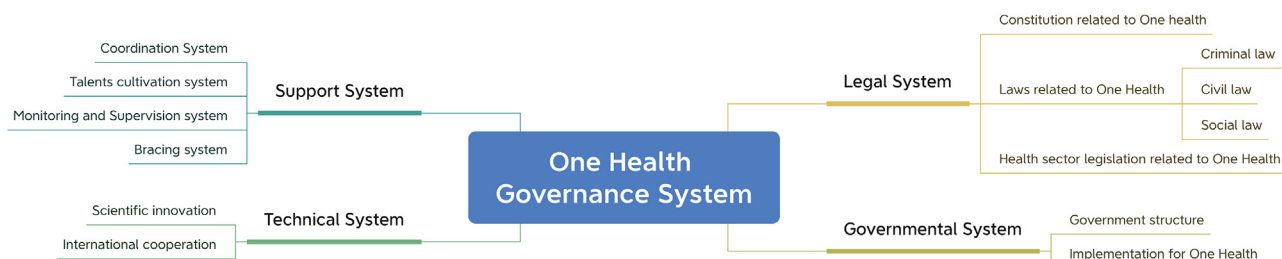 Coordination System
Talents cultivation system
Monitoring and Supervision system
Bracing system
Support System
Scientific innovation
International cooperation
Technical System
One Health
Governance System
Legal System
Constitution related to One health
Laws related to One Health
Criminal law
Civil law
Social law
Health sector legislation related to One Health
Governmental System
Government structure
Implementation for One Health